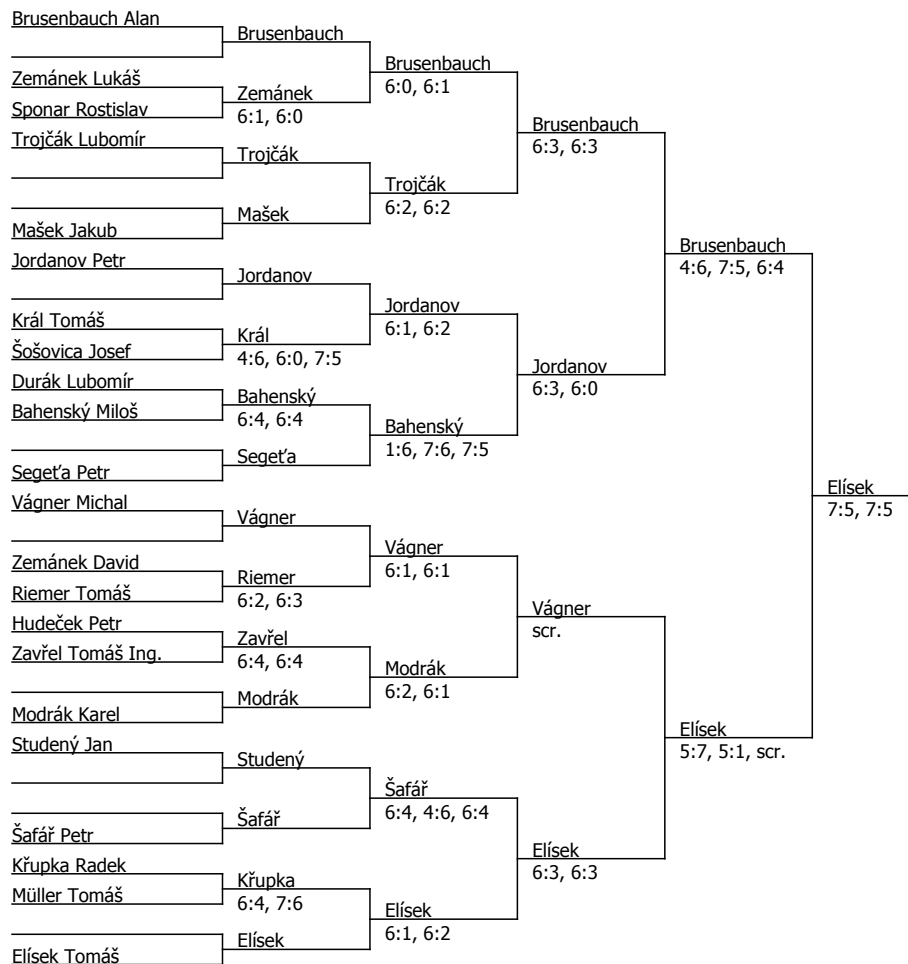 Brusenbauch Alan
Zemánek Lukáš
Sponar Rostislav
Trojčák Lubomír
Mašek Jakub
Jordanov Petr
Král Tomáš
Šošovica Josef
Durák Lubomír
Bahenský Miloš
Segeťa Petr
Vágner Michal
Zemánek David
Riemer Tomáš
Hudeček Petr
Zavřel Tomáš Ing.
Modrák Karel
Studený Jan
Šafář Petr
Křupka Radek
Müller Tomáš
Elísek Tomáš
Brusenbauch
Zemánek
6:1, 6:0
Trojčák
Mašek
Jordanov
Král
4:6, 6:0, 7:5
Bahenský
6:4, 6:4
Segeťa
Vágner
Riemer
6:2, 6:3
Zavřel
6:4, 6:4
Modrák
Studený
Šafář
Křupka
6:4, 7:6
Elísek
Brusenbauch
6:0, 6:1
Trojčák
6:2, 6:2
Jordanov
6:1, 6:2
Bahenský
1:6, 7:6, 7:5
Vágner
6:1, 6:1
Modrák
6:2, 6:1
Šafář
6:4, 4:6, 6:4
Elísek
6:1, 6:2
Brusenbauch
6:3, 6:3
Jordanov
6:3, 6:0
Vágner
scr.
Elísek
6:3, 6:3
Brusenbauch
4:6, 7:5, 6:4
Elísek
5:7, 5:1, scr.
Elísek
7:5, 7:5